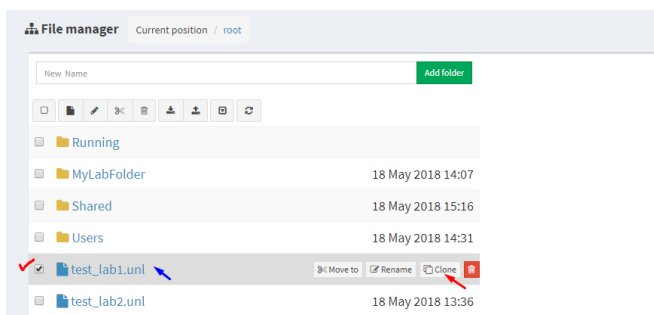 File manager Current position / root
New Name Add folder
Running
MyLabFolder 18 May 2018 14:07
Shared 18 May 2018 15:16
Users 18 May 2018 14:31
test_lab1.unl Move to Rename Clone
test_lab2.unl 18 May 2018 13:36